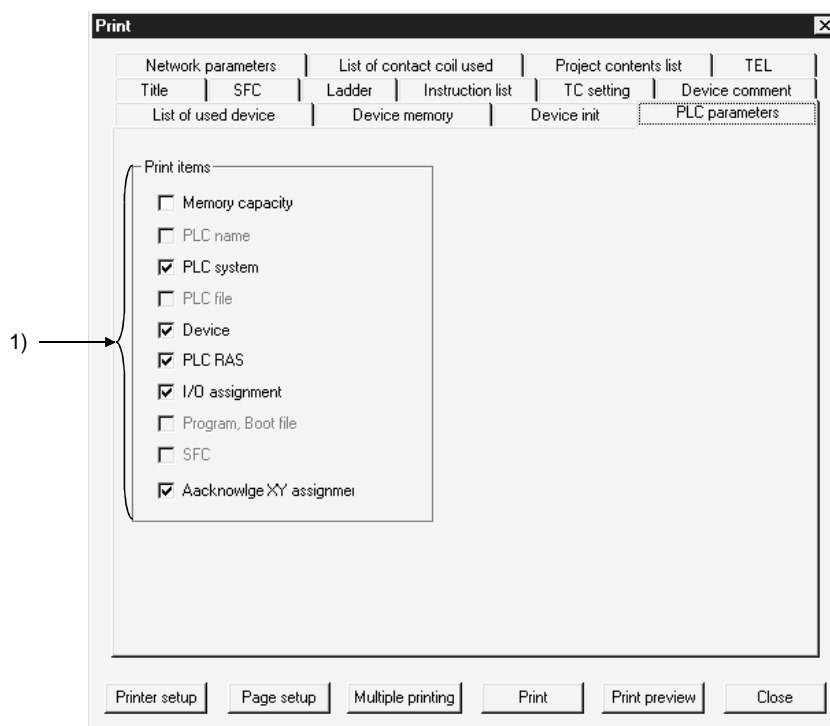 Print
Network parameters List of contact coil used Project contents list TEL
Title SFC Ladder Instruction list TC setting Device comment
List of used device Device memory Device init PLC parameters
Print items
Memory capacity
PLC name
PLC system
PLC file
Device
1)
PLC RAS
I/O assignment
Program, Boot file
SFC
Aacknowlge XY assignmer
Printer setup Page setup Multiple printing Print Print preview Close